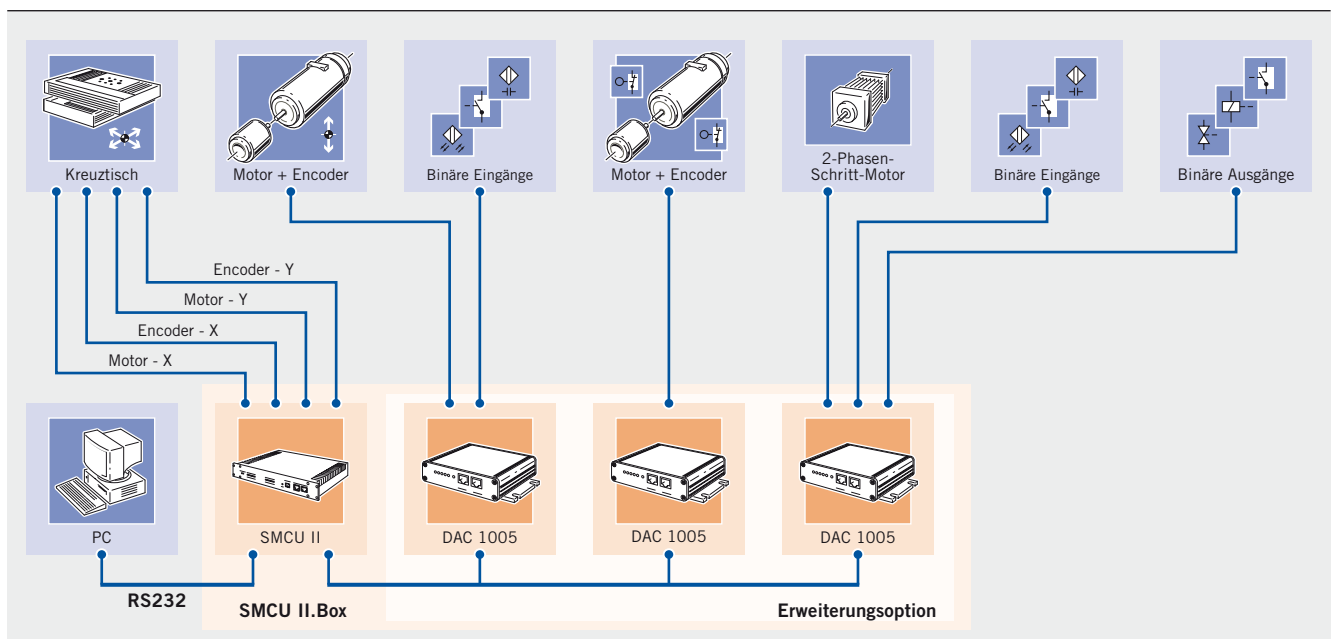 Kreuztisch
Motor + Encoder
Binäre Eingänge
Motor + Encoder
2-Phasen-
Schritt-Motor
Binäre Eingänge
Binäre Ausgänge
Encoder - Y
Motor - Y
Encoder - X
Motor - X
PC
SMCU II
DAC 1005
DAC 1005
DAC 1005
RS232
SMCU II.Box
Erweiterungsoption